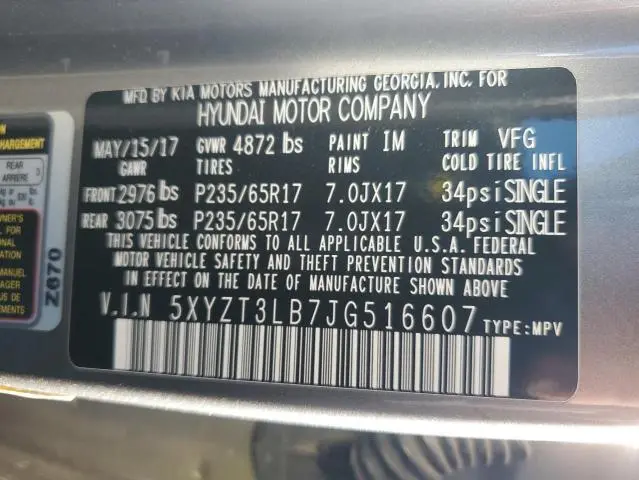 MFD BY KIA MOTORS MANUFACTURING GEORGIA, INC. FOR
HYUNDAI MOTOR COMPANY
MAY/15/17 GVWR 4872 lbs PAINT IM TRIM VFG
GAWR TIRES RIMS COLD TIRE INFL
FRONT 2976 lbs P235/65R17 7.0JX17 34psi SINGLE
REAR 3075 lbs P235/65R17 7.0JX17 34psi SINGLE
THIS VEHICLE CONFORMS TO ALL APPLICABLE U.S.A. FEDERAL
MOTOR VEHICLE SAFETY AND THEFT PREVENTION STANDARDS
IN EFFECT ON THE DATE OF MANUFACTURE SHOWN ABOVE.
V.I.N 5XYZT3LB7JG516607 TYPE:MPV
REAR
ARRIERE
MANUEL
Z670